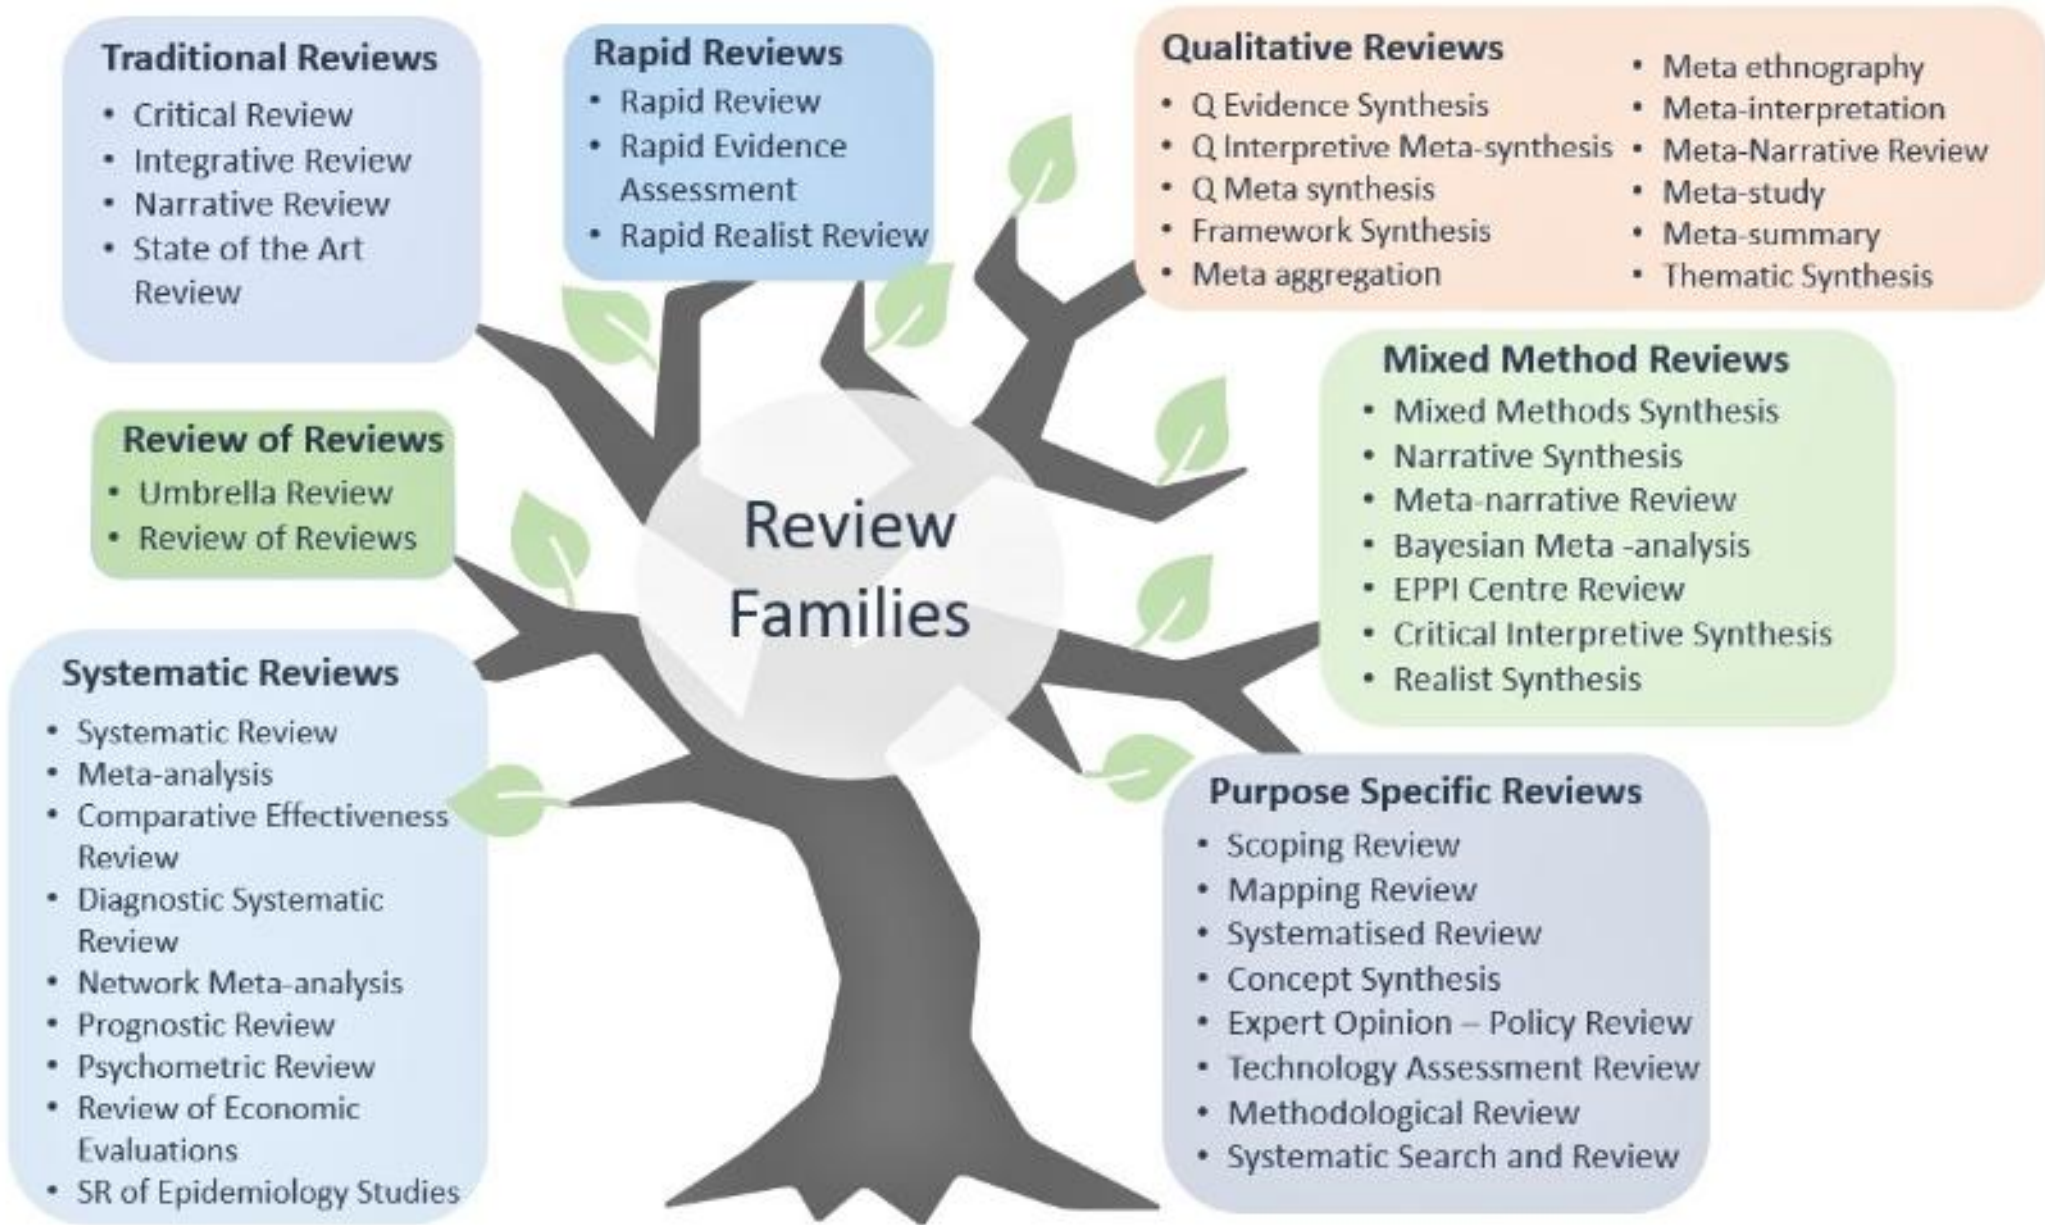 Traditional Reviews
• Critical Review
• Integrative Review
• Narrative Review
• State of the Art
Review
Rapid Reviews
• Rapid Review
• Rapid Evidence
Assessment
• Rapid Realist Review
Qualitative Reviews
• Q Evidence Synthesis
• Q Interpretive Meta-synthesis
• Q Meta synthesis
• Framework Synthesis
• Meta aggregation
• Meta ethnography
• Meta-interpretation
• Meta-Narrative Review
• Meta-study
• Meta-summary
• Thematic Synthesis
Review of Reviews
• Umbrella Review
• Review of Reviews
Review
Families
Mixed Method Reviews
• Mixed Methods Synthesis
• Narrative Synthesis
• Meta-narrative Review
• Bayesian Meta -analysis
• EPPI Centre Review
• Critical Interpretive Synthesis
• Realist Synthesis
Systematic Reviews
• Systematic Review
• Meta-analysis
• Comparative Effectiveness
Review
• Diagnostic Systematic
Review
• Network Meta-analysis
• Prognostic Review
• Psychometric Review
• Review of Economic
Evaluations
• SR of Epidemiology Studies
Purpose Specific Reviews
• Scoping Review
• Mapping Review
• Systematised Review
• Concept Synthesis
• Expert Opinion – Policy Review
• Technology Assessment Review
• Methodological Review
• Systematic Search and Review